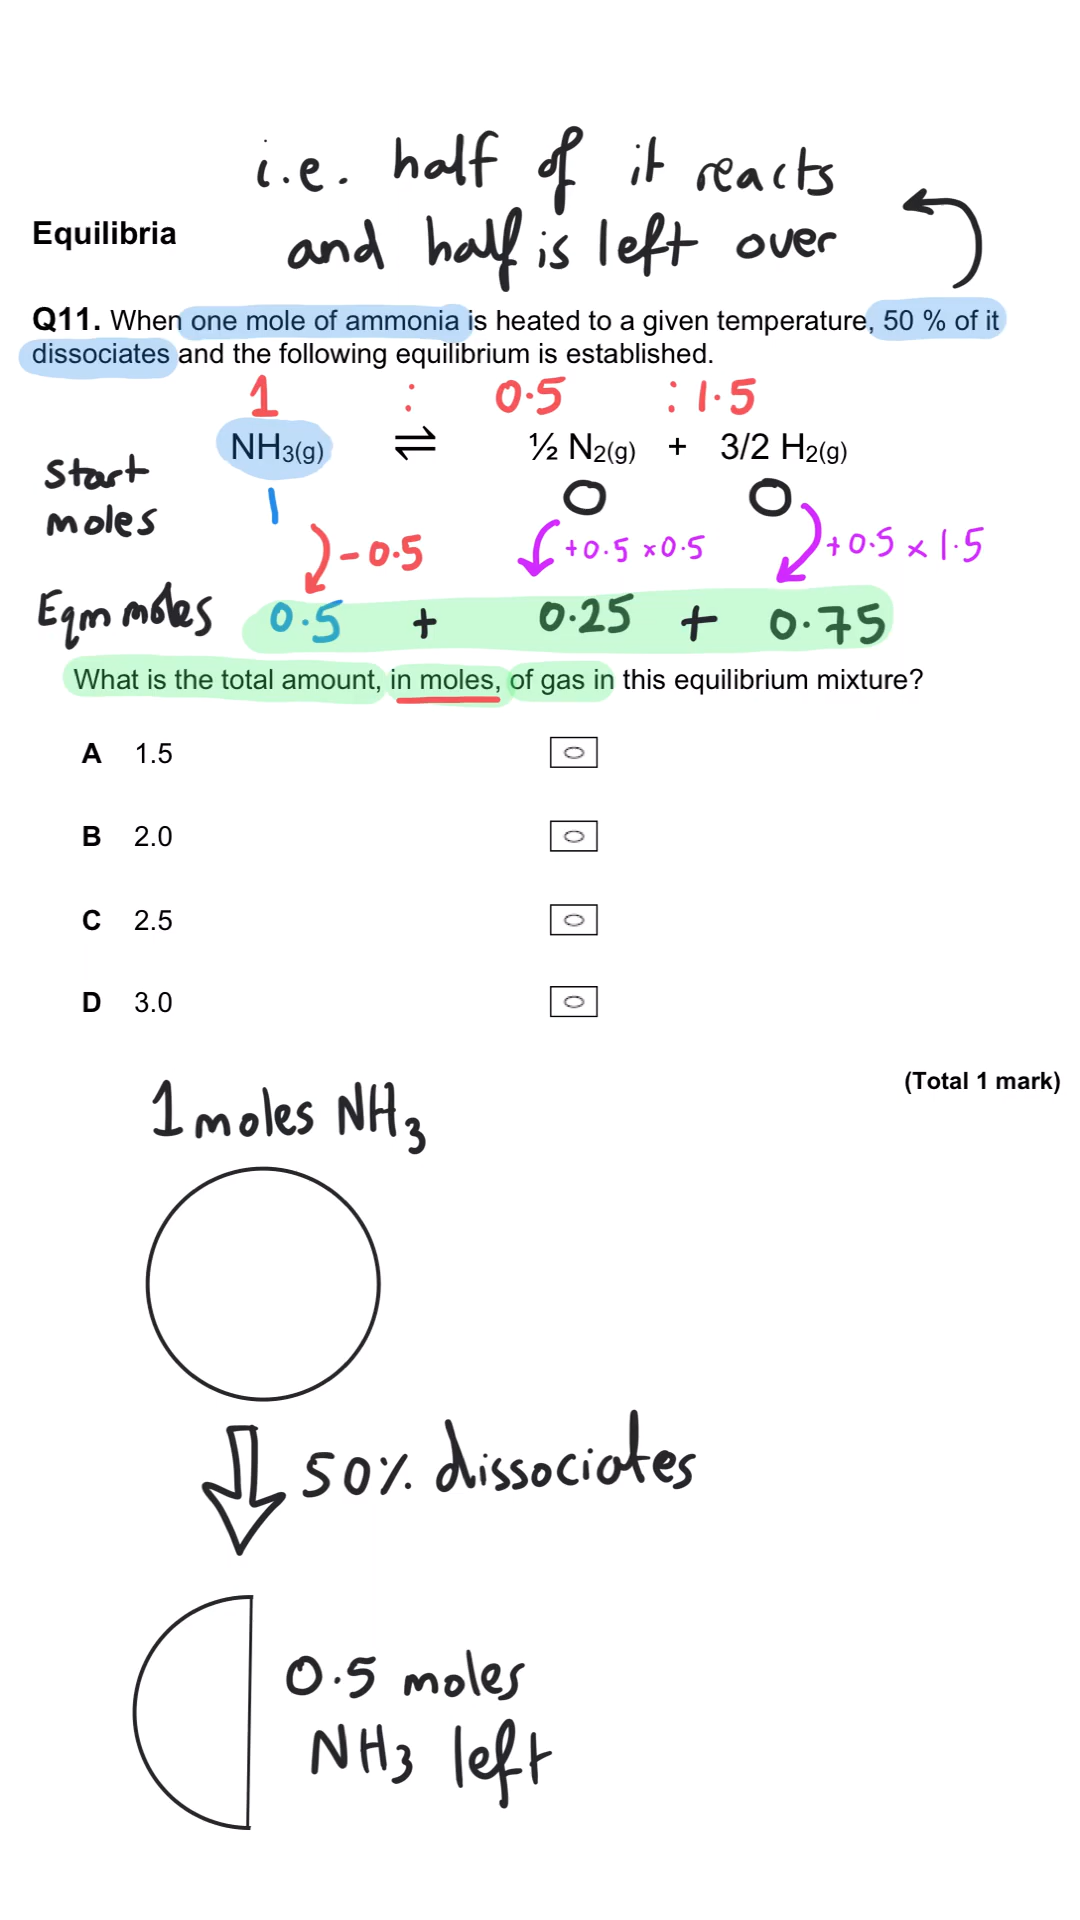 i.e. half of it reacts
and half is left over
Equilibria
Q11. When one mole of ammonia is heated to a given temperature, 50 % of it
dissociates and the following equilibrium is established.
1 : 0.5 : 1.5
NH3(g) ⇌ ½ N2(g) + 3/2 H2(g)
Start
moles
1 0 0
-0.5 +0.5 ×0.5 +0.5 × 1.5
Eqm moles 0.5 + 0.25 + 0.75
What is the total amount, in moles, of gas in this equilibrium mixture?
A 1.5
B 2.0
C 2.5
D 3.0
(Total 1 mark)
1 moles NH3
50% dissociates
0.5 moles
NH3 left